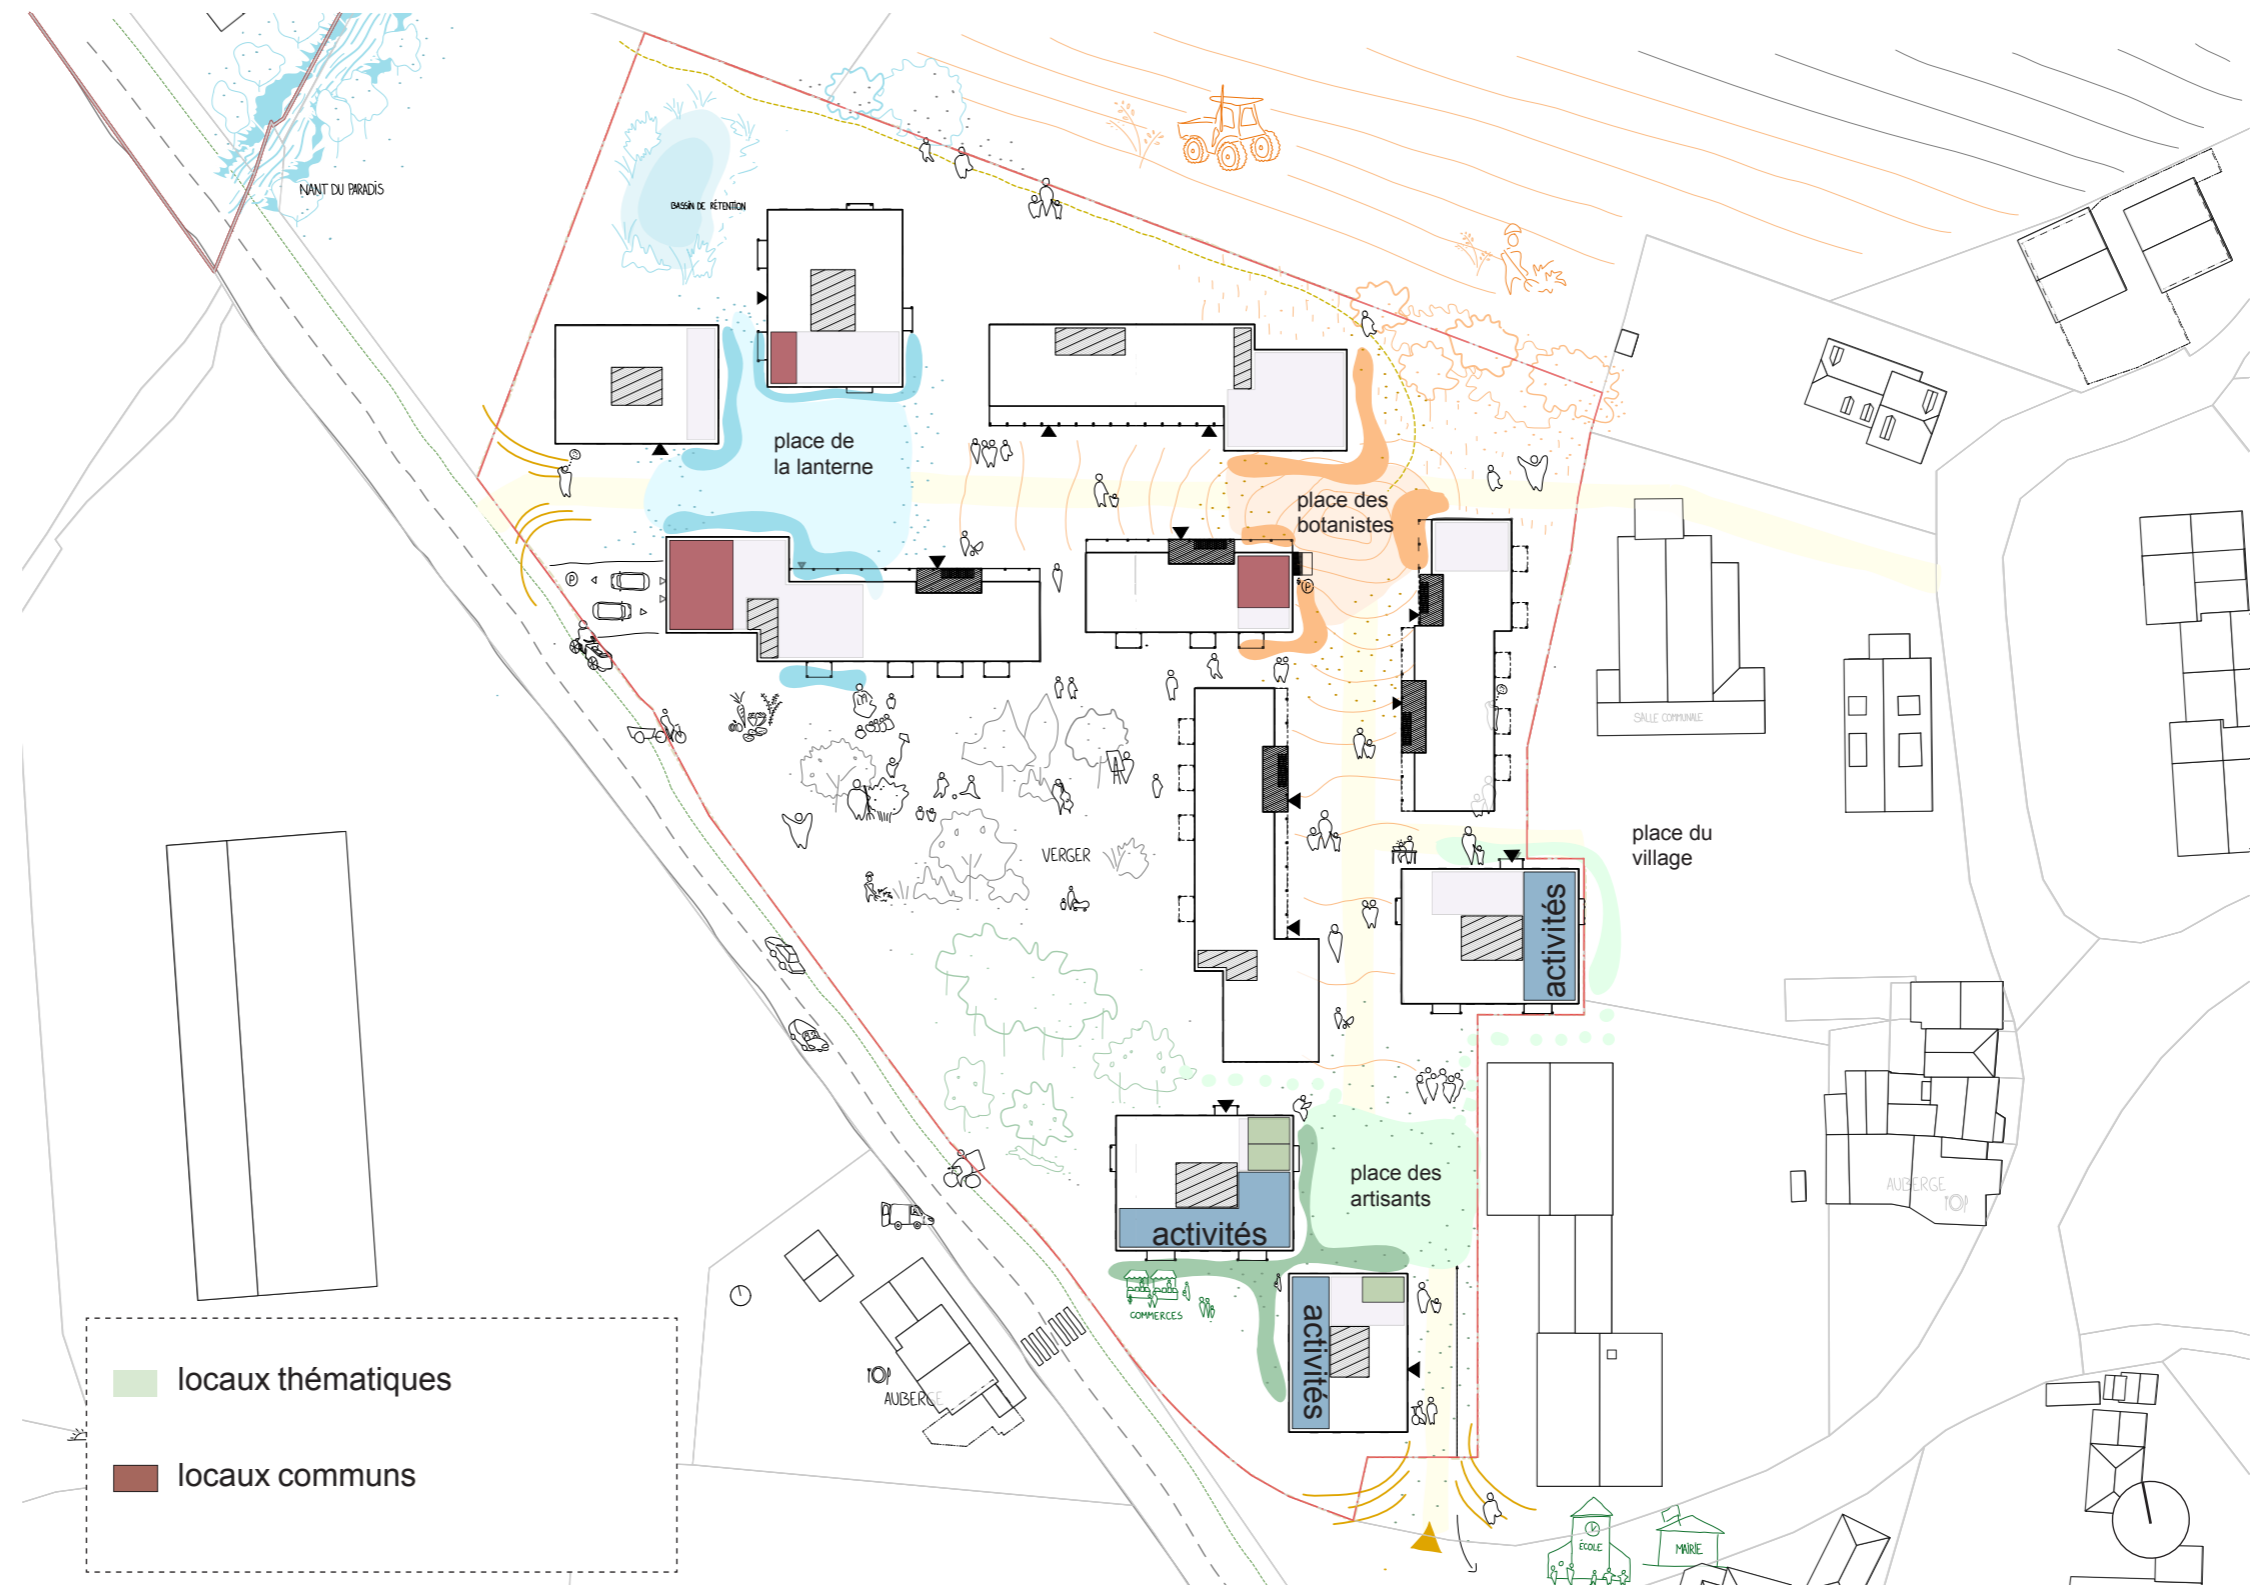 NANT DU PARADIS
BASSIN DE RÉTENTION
place de
la lanterne
place des
botanistes
P
P
SALLE COMMUNALE
place du
village
VERGER
activités
AUBERGE
place des
artisants
activités
COMMERCES
activités
AUBERGE
locaux thématiques
locaux communs
ÉCOLE
MAIRIE